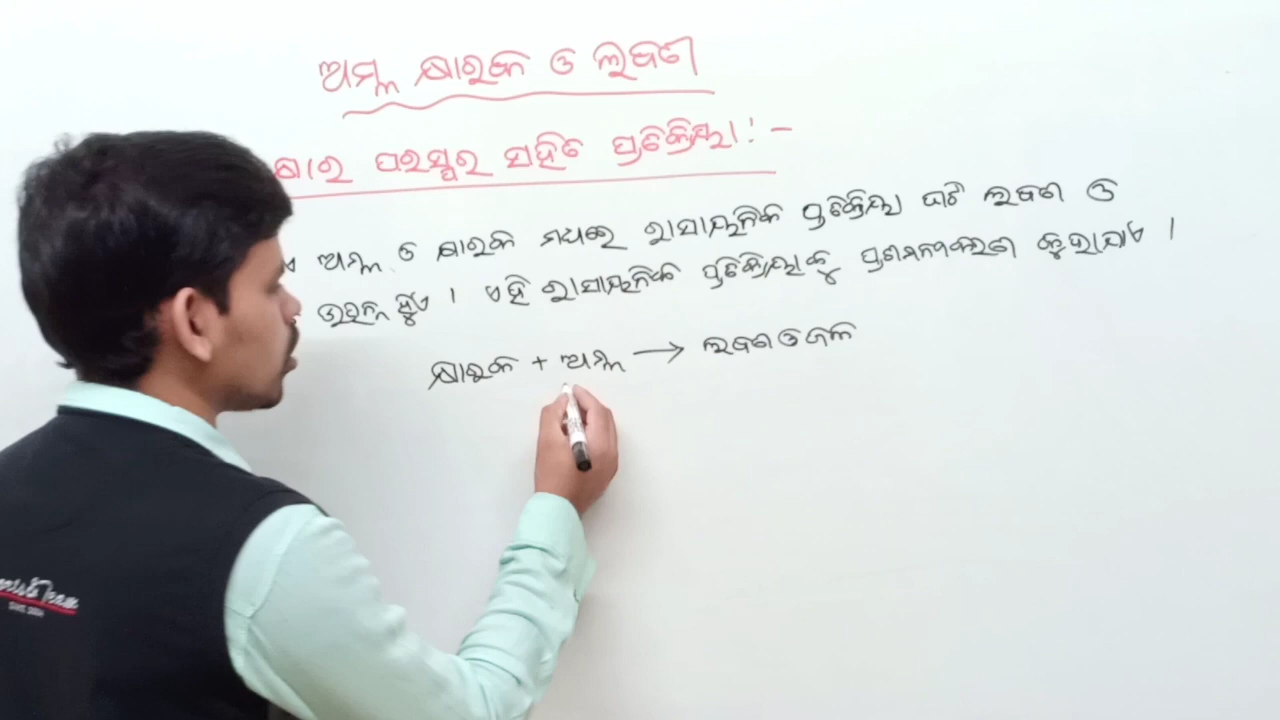 ଅମ୍ଳ କ୍ଷାରକ ଓ ଲବଣ
କ୍ଷାର ପରସ୍ପର ସହିତ ପ୍ରତିକ୍ରିୟା :-
ଏ ଅମ୍ଳ ଓ କ୍ଷାରକ ମଧ୍ୟରେ ରାସାୟନିକ ପ୍ରତିକ୍ରିୟା ଘଟି ଲବଣ ଓ
ଉତ୍ପନ୍ନ ହୁଏ । ଏହି ରାସାୟନିକ ପ୍ରତିକ୍ରିୟାକୁ ପ୍ରଶମନୀକରଣ କୁହାଯାଏ ।
କ୍ଷାରକ + ଅମ୍ଳ → ଲବଣ ଓ ଜଳ
Team